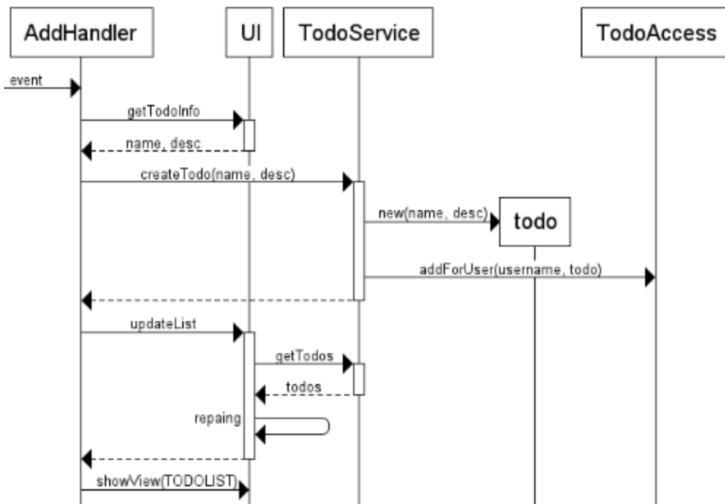 AddHandler
UI
TodoService
TodoAccess
event
getTodoInfo
name, desc
createTodo(name, desc)
new(name, desc)
todo
addForUser(username, todo)
updateList
getTodos
todos
repaing
showView(TODOLIST)